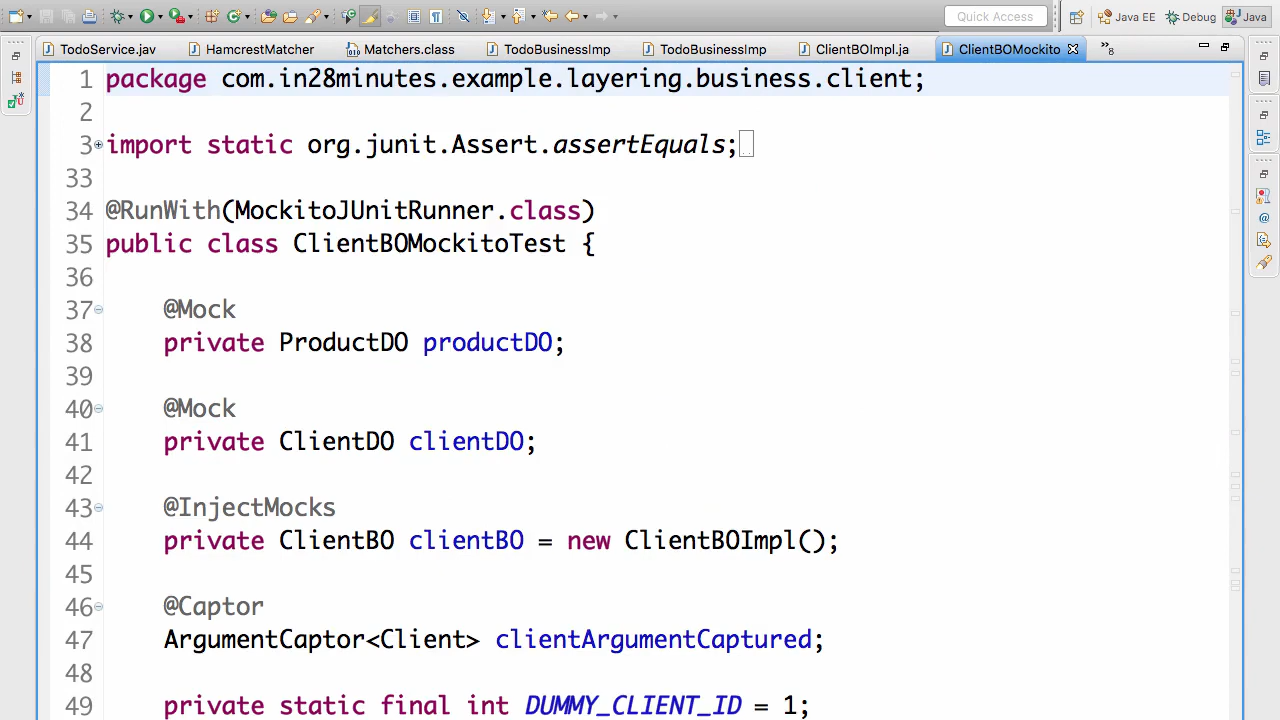 Quick Access
Java EE
Debug
Java
TodoService.jav
HamcrestMatcher
Matchers.class
TodoBusinessImp
TodoBusinessImp
ClientBOImpl.ja
ClientBOMockito
»8
1 package com.in28minutes.example.layering.business.client;
2
3 import static org.junit.Assert.assertEquals;
33
34 @RunWith(MockitoJUnitRunner.class)
35 public class ClientBOMockitoTest {
36
37 @Mock
38 private ProductDO productDO;
39
40 @Mock
41 private ClientDO clientDO;
42
43 @InjectMocks
44 private ClientBO clientBO = new ClientBOImpl();
45
46 @Captor
47 ArgumentCaptor<Client> clientArgumentCaptured;
48
49 private static final int DUMMY_CLIENT_ID = 1;